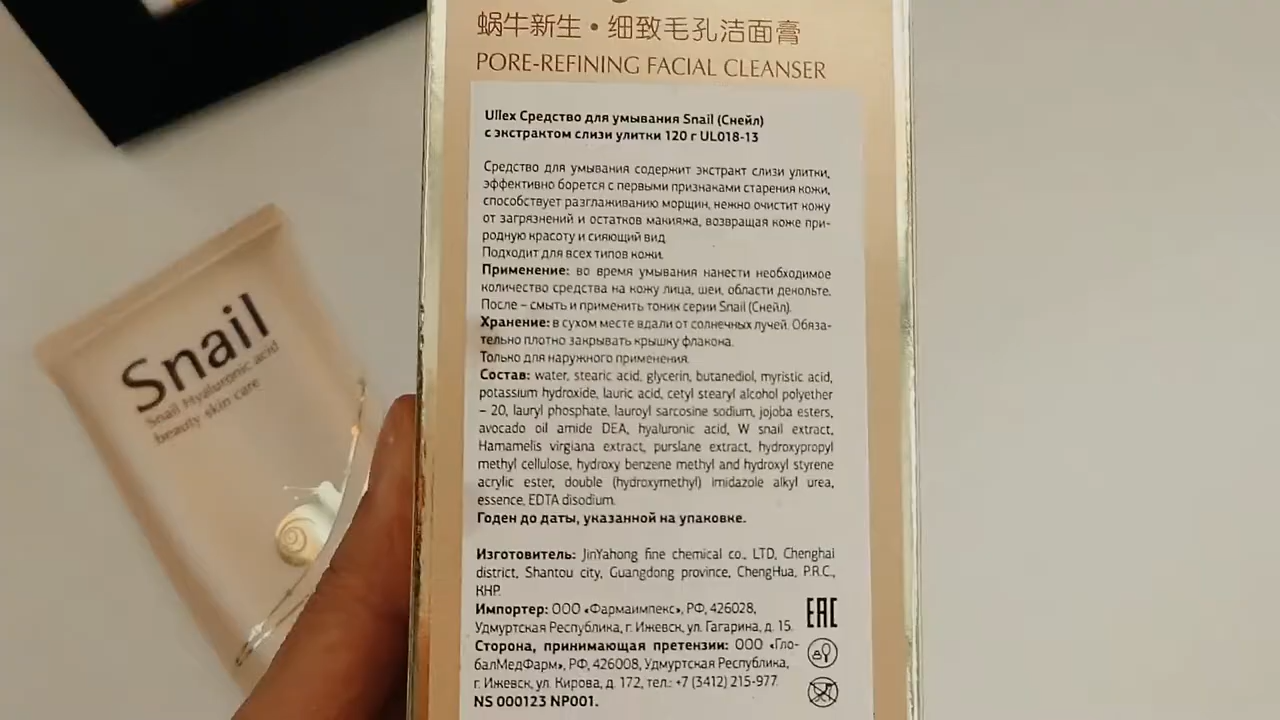 蜗牛新生·细致毛孔洁面膏
PORE-REFINING FACIAL CLEANSER
Ullex Средство для умывания Snail (Снейл)
с экстрактом слизи улитки 120 г UL018-13
Средство для умывания содержит экстракт слизи улитки,
эффективно борется с первыми признаками старения кожи,
способствует разглаживанию морщин, нежно очистит кожу
от загрязнений и остатков макияжа, возвращая коже при-
родную красоту и сияющий вид.
Подходит для всех типов кожи.
Применение: во время умывания нанести необходимое
количество средства на кожу лица, шеи, области декольте.
После – смыть и применить тоник серии Snail (Снейл).
Хранение: в сухом месте вдали от солнечных лучей. Обяза-
тельно плотно закрывать крышку флакона.
Только для наружного применения.
Состав: water, stearic acid, glycerin, butanediol, myristic acid,
potassium hydroxide, lauric acid, cetyl stearyl alcohol polyether
– 20, lauryl phosphate, lauroyl sarcosine sodium, jojoba esters,
avocado oil amide DEA, hyaluronic acid, W snail extract,
Hamamelis virgiana extract, purslane extract, hydroxypropyl
methyl cellulose, hydroxy benzene methyl and hydroxyl styrene
acrylic ester, double (hydroxymethyl) imidazole alkyl urea,
essence, EDTA disodium.
Годен до даты, указанной на упаковке.
Изготовитель: JinYahong fine chemical co., LTD, Chenghai
district, Shantou city, Guangdong province, ChengHua, P.R.C.,
КНР.
Импортер: ООО «Фармаимпекс», РФ, 426028,
Удмуртская Республика, г. Ижевск, ул. Гагарина, д. 15.
Сторона, принимающая претензии: ООО «Гло-
балМедФарм», РФ, 426008, Удмуртская Республика,
г. Ижевск, ул. Кирова, д. 172, тел.: +7 (3412) 215-977.
NS 000123 NP001.
EAC
Snail
Snail Hyaluronic acid
beauty skin care